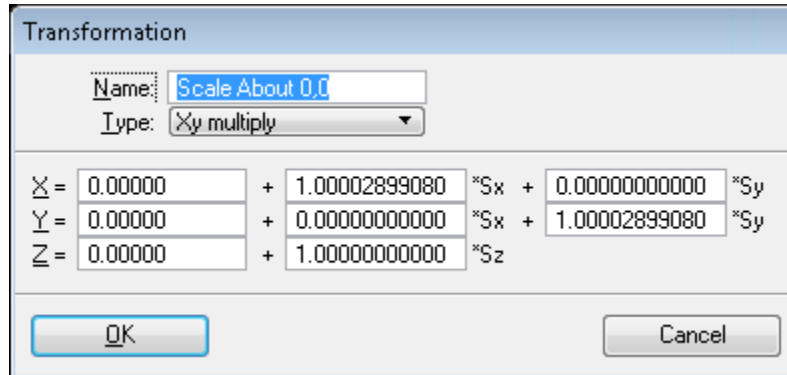 Transformation
Name: Scale About 0,0
Type: Xy multiply
X = 0.00000 + 1.00002899080 *Sx + 0.00000000000 *Sy
Y = 0.00000 + 0.00000000000 *Sx + 1.00002899080 *Sy
Z = 0.00000 + 1.00000000000 *Sz
OK Cancel